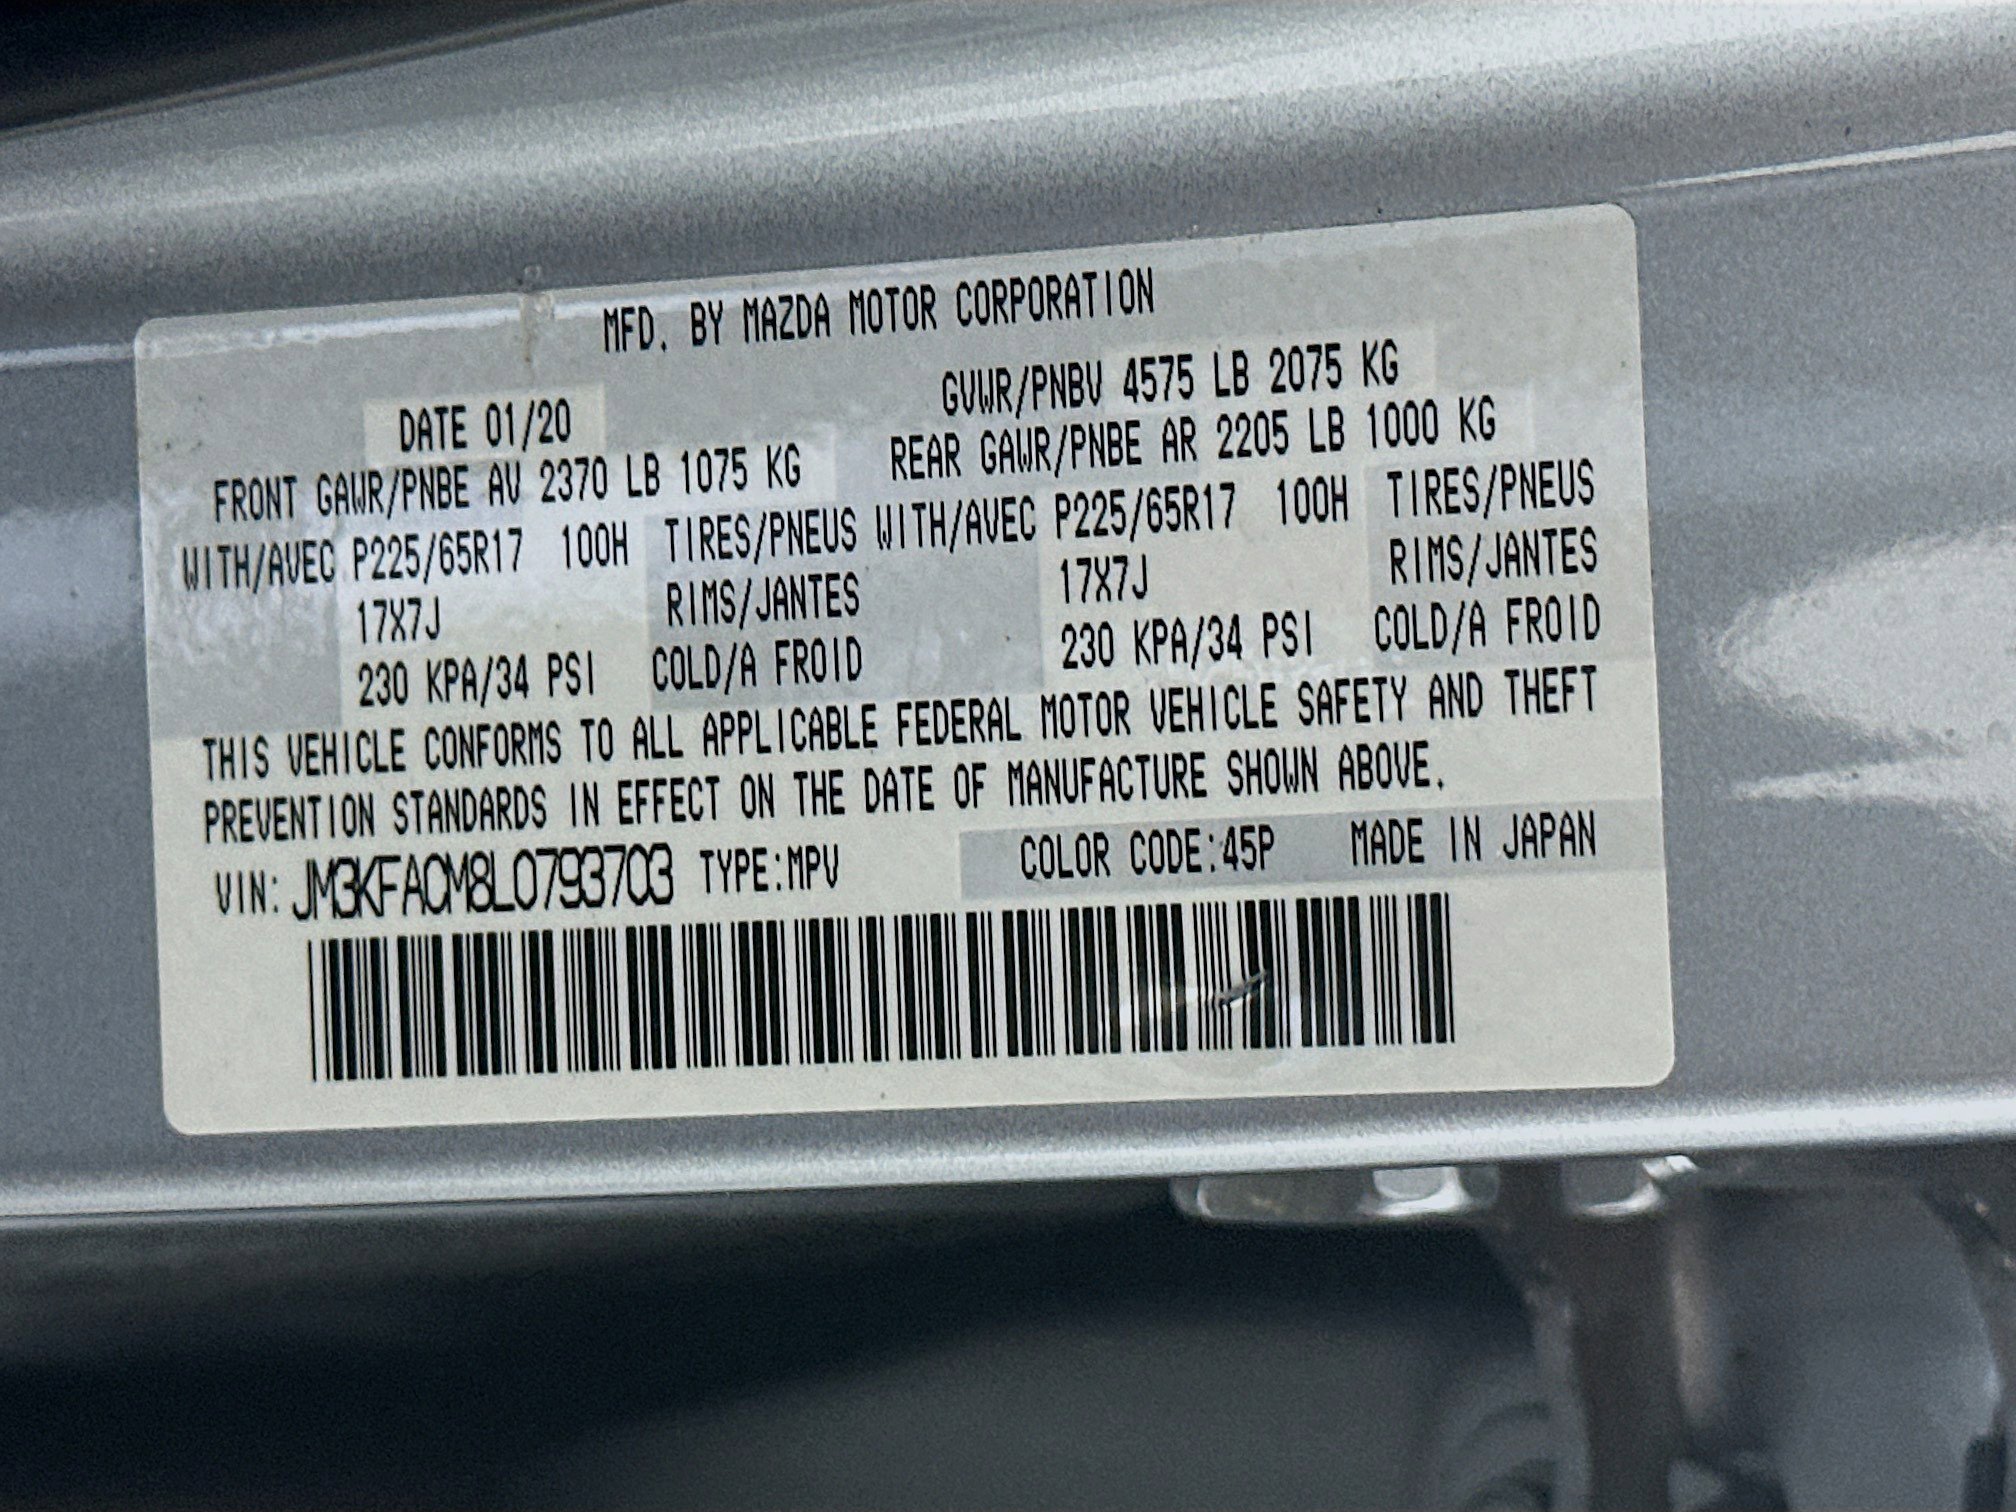 MFD. BY MAZDA MOTOR CORPORATION
DATE 01/20 GVWR/PNBV 4575 LB 2075 KG
FRONT GAWR/PNBE AV 2370 LB 1075 KG REAR GAWR/PNBE AR 2205 LB 1000 KG
WITH/AVEC P225/65R17 100H TIRES/PNEUS WITH/AVEC P225/65R17 100H TIRES/PNEUS
17X7J RIMS/JANTES 17X7J RIMS/JANTES
230 KPA/34 PSI COLD/A FROID 230 KPA/34 PSI COLD/A FROID
THIS VEHICLE CONFORMS TO ALL APPLICABLE FEDERAL MOTOR VEHICLE SAFETY AND THEFT
PREVENTION STANDARDS IN EFFECT ON THE DATE OF MANUFACTURE SHOWN ABOVE.
VIN: JM3KFACM8L0793703 TYPE:MPV COLOR CODE:45P MADE IN JAPAN